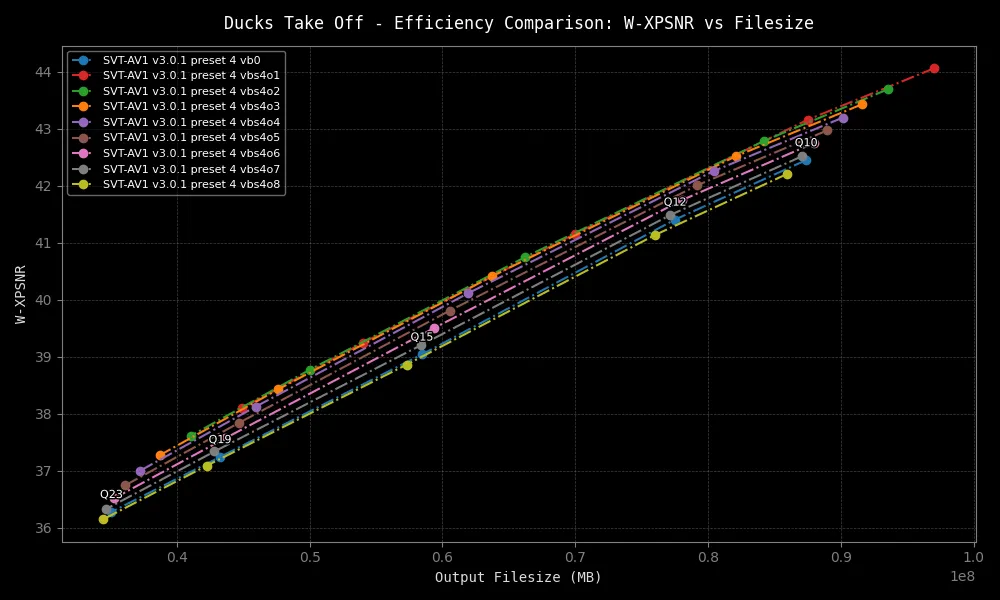 Ducks Take Off - Efficiency Comparison: W-XPSNR vs Filesize
SVT-AV1 v3.0.1 preset 4 vb0
SVT-AV1 v3.0.1 preset 4 vbs4o1
SVT-AV1 v3.0.1 preset 4 vbs4o2
SVT-AV1 v3.0.1 preset 4 vbs4o3
SVT-AV1 v3.0.1 preset 4 vbs4o4
SVT-AV1 v3.0.1 preset 4 vbs4o5
SVT-AV1 v3.0.1 preset 4 vbs4o6
SVT-AV1 v3.0.1 preset 4 vbs4o7
SVT-AV1 v3.0.1 preset 4 vbs4o8
44
43
42
41
40
39
38
37
36
W-XPSNR
Q10
Q12
Q15
Q19
Q23
0.4 0.5 0.6 0.7 0.8 0.9 1.0
1e8
Output Filesize (MB)